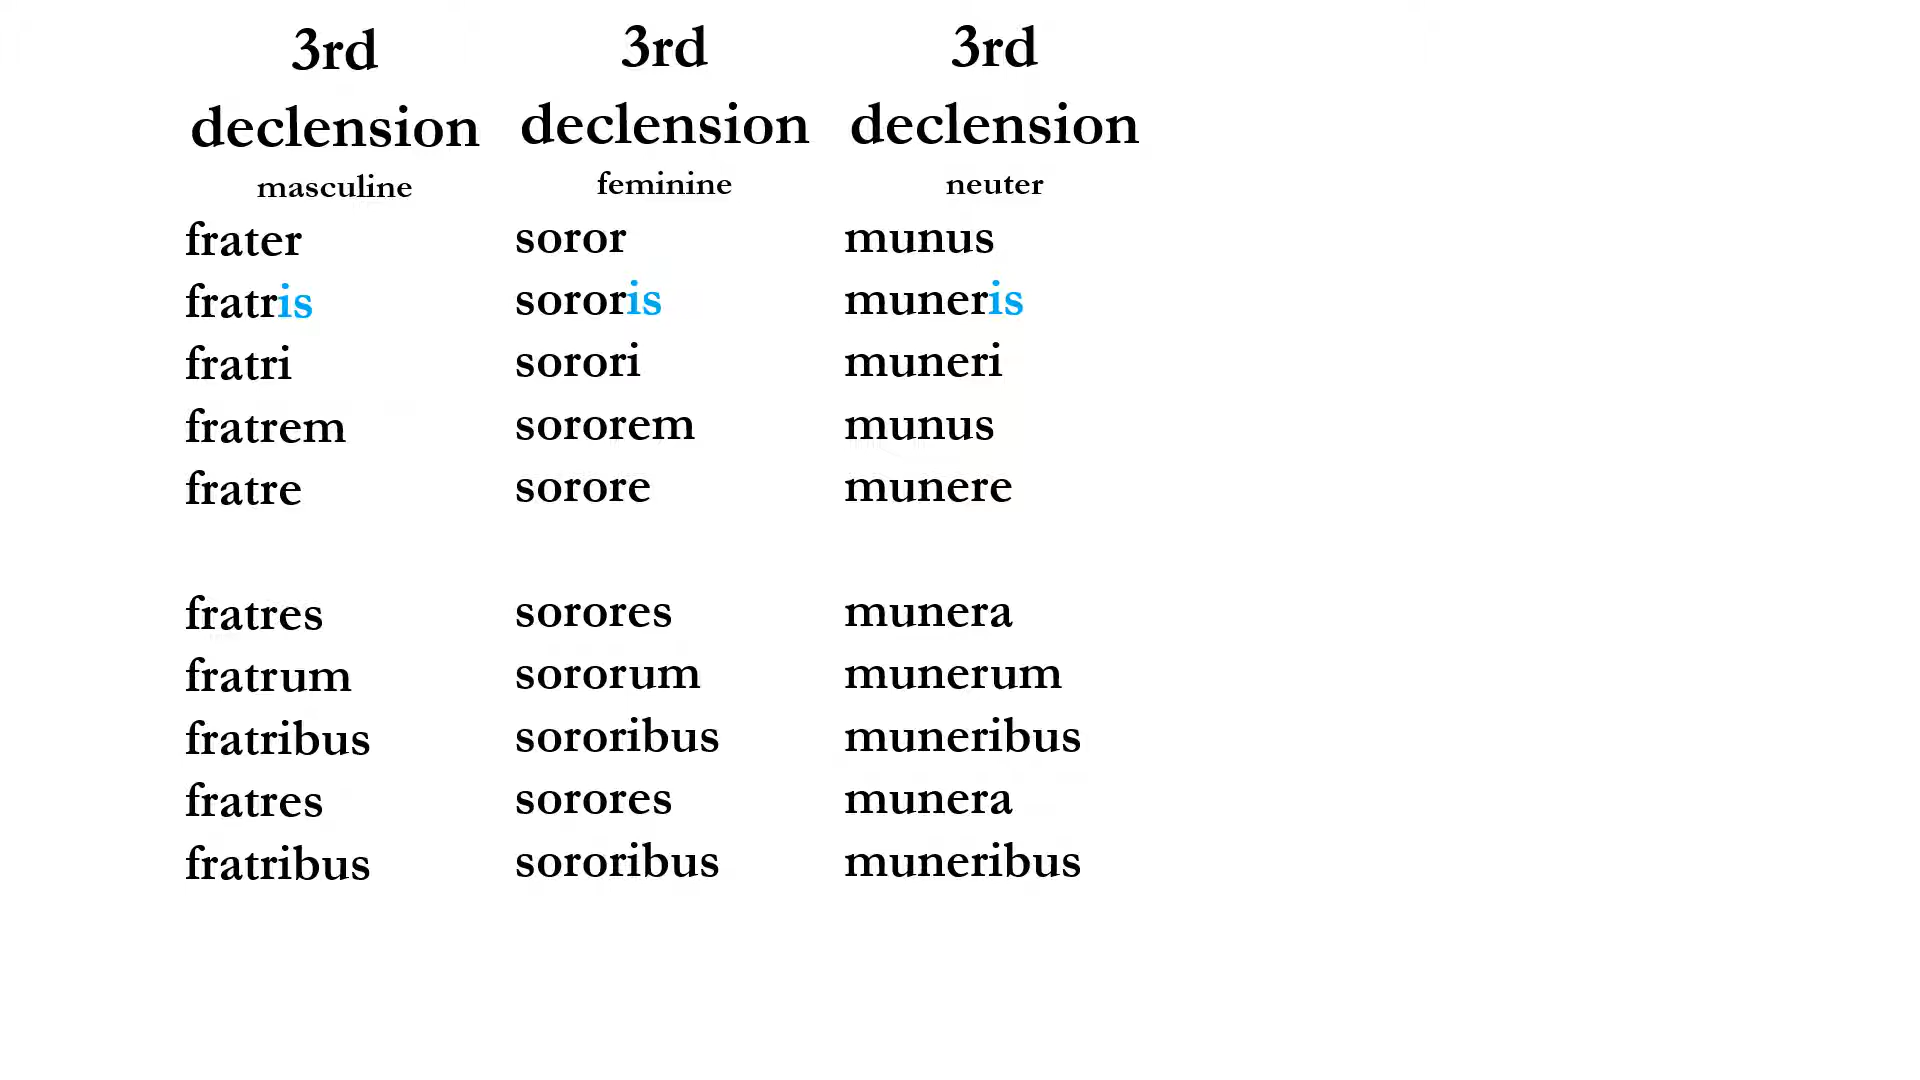 3rd
declension
masculine
frater
fratris
fratri
fratrem
fratre
fratres
fratrum
fratribus
fratres
fratribus
3rd
declension
feminine
soror
sororis
sorori
sororem
sorore
sorores
sororum
sororibus
sorores
sororibus
3rd
declension
neuter
munus
muneris
muneri
munus
munere
munera
munerum
muneribus
munera
muneribus